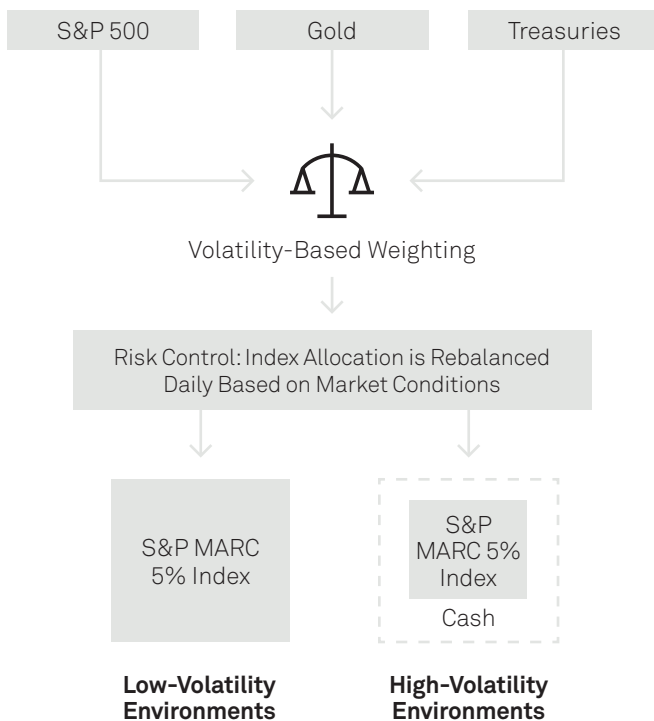 S&P 500
Gold
Treasuries
Volatility-Based Weighting
Risk Control: Index Allocation is Rebalanced
Daily Based on Market Conditions
S&P MARC
5% Index
S&P
MARC 5%
Index
Cash
Low-Volatility
Environments
High-Volatility
Environments